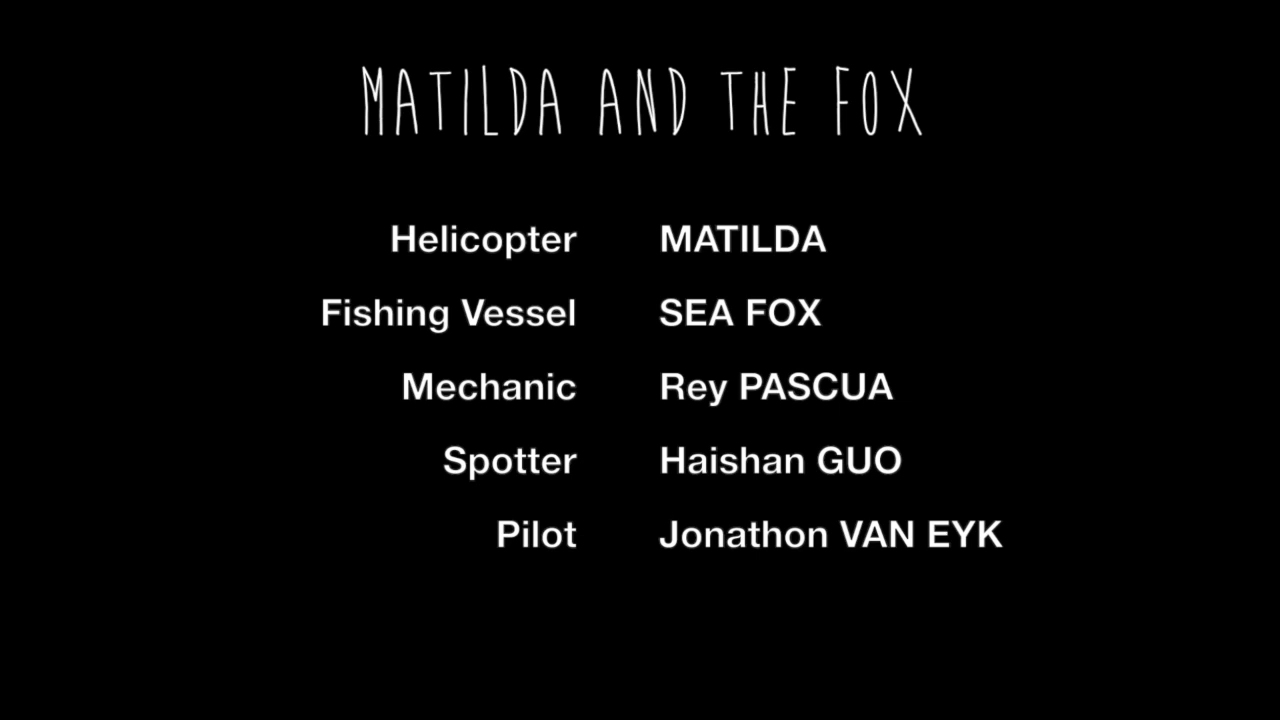 MATILDA AND THE FOX
Helicopter MATILDA
Fishing Vessel SEA FOX
Mechanic Rey PASCUA
Spotter Haishan GUO
Pilot Jonathon VAN EYK